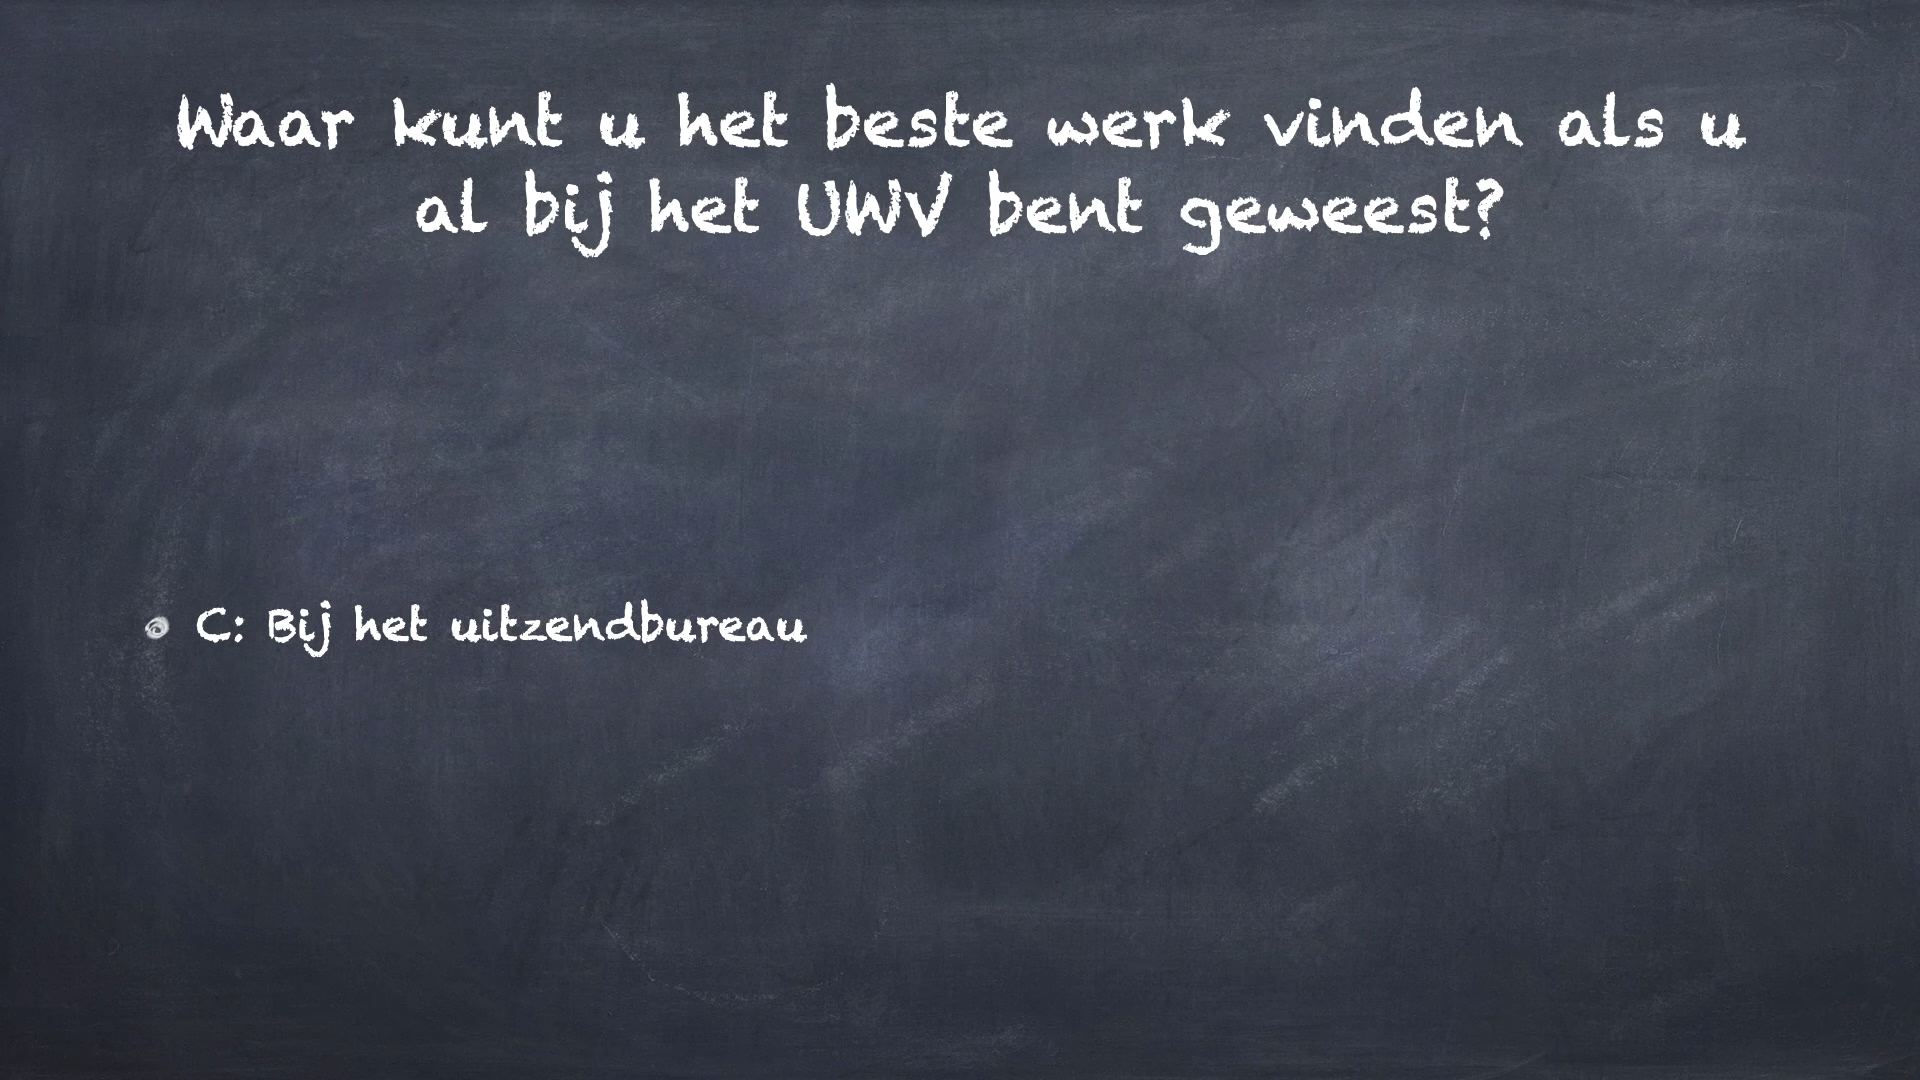 Waar kunt u het beste werk vinden als u
al bij het UWV bent geweest?
C: Bij het uitzendbureau